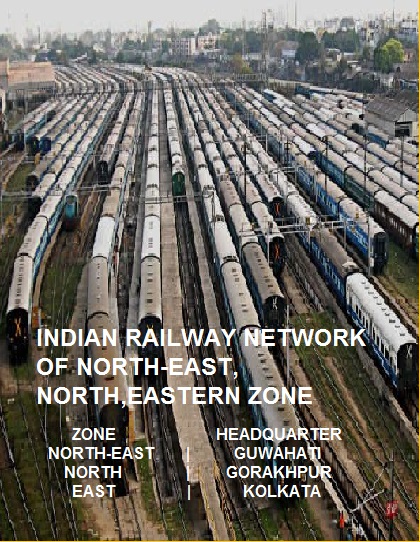 INDIAN RAILWAY NETWORK
OF NORTH-EAST,
NORTH,EASTERN ZONE
ZONE HEADQUARTER
NORTH-EAST | GUWAHATI
NORTH | GORAKHPUR
EAST | KOLKATA